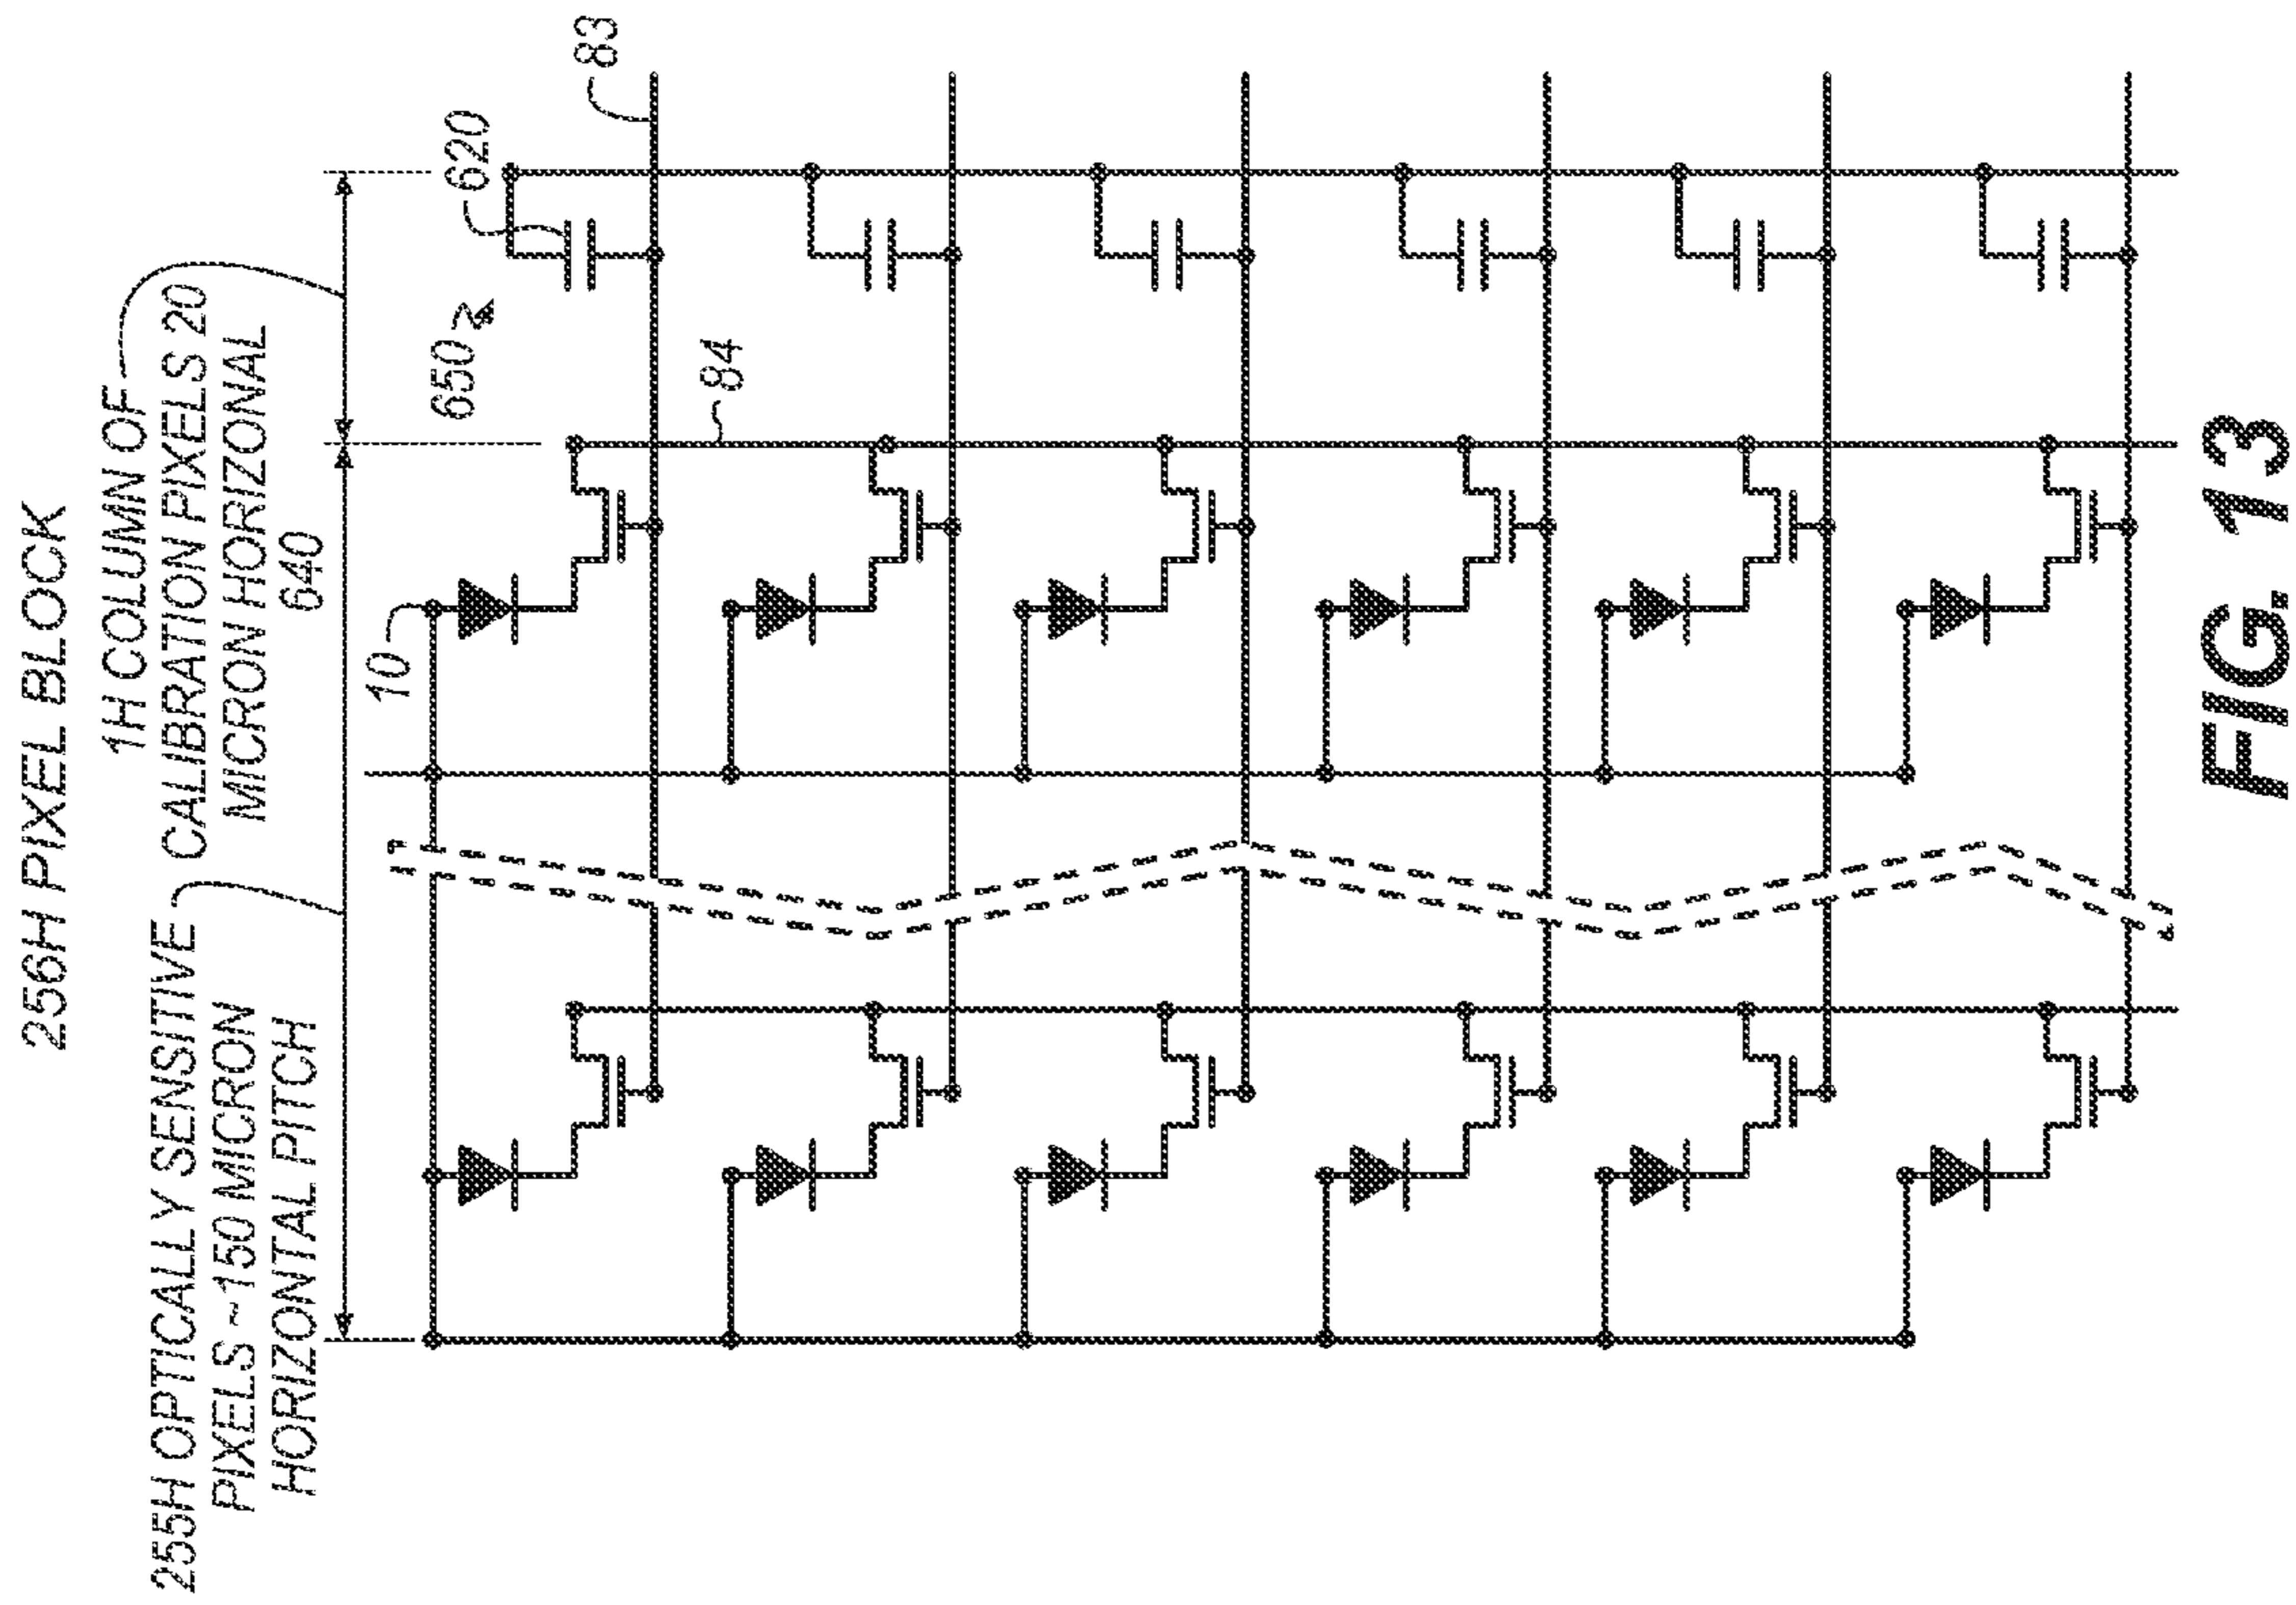 256H PIXEL BLOCK
255H OPTICALLY SENSITIVE
PIXELS ~150 MICRON
HORIZONTAL PITCH
1H COLUMN OF
CALIBRATION PIXELS 20
MICRON HORIZONAL
640
10
650
620
84
83
FIG. 13